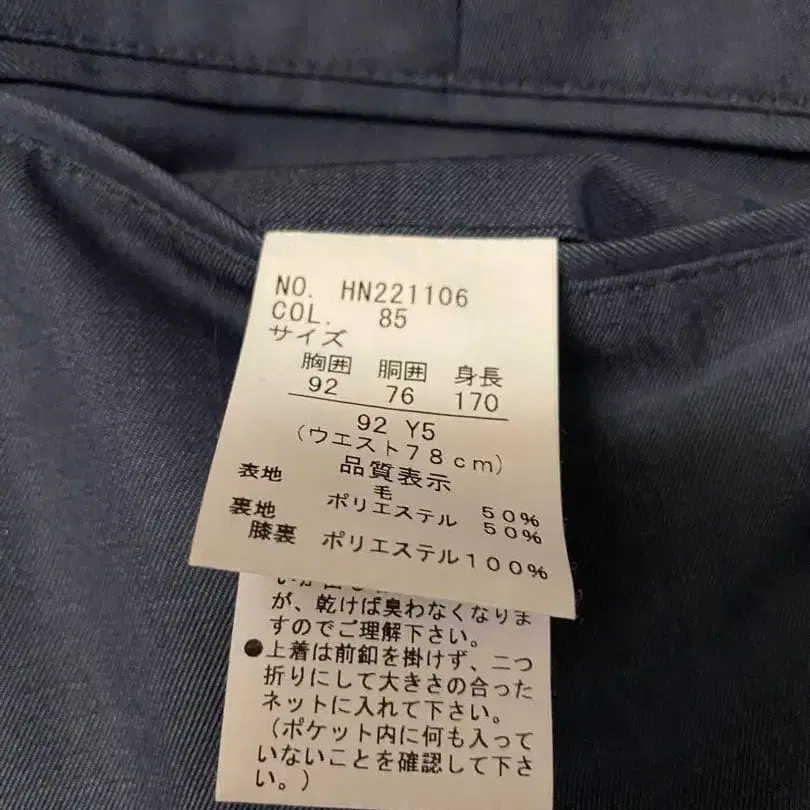 NO. HN221106
COL. 85
サイズ
胸囲 胴囲 身長
92 76 170
92 Y5
(ウエスト78cm)
品質表示
表地 毛 50%
ポリエステル 50%
裏地
膝裏 ポリエステル100%
が、乾けば臭わなくなりま
すのでご理解下さい。
●上着は前釦を掛けず、二つ
折りにして大きさの合った
ネットに入れて下さい。
(ポケット内に何も入って
いないことを確認して下さ
い。)